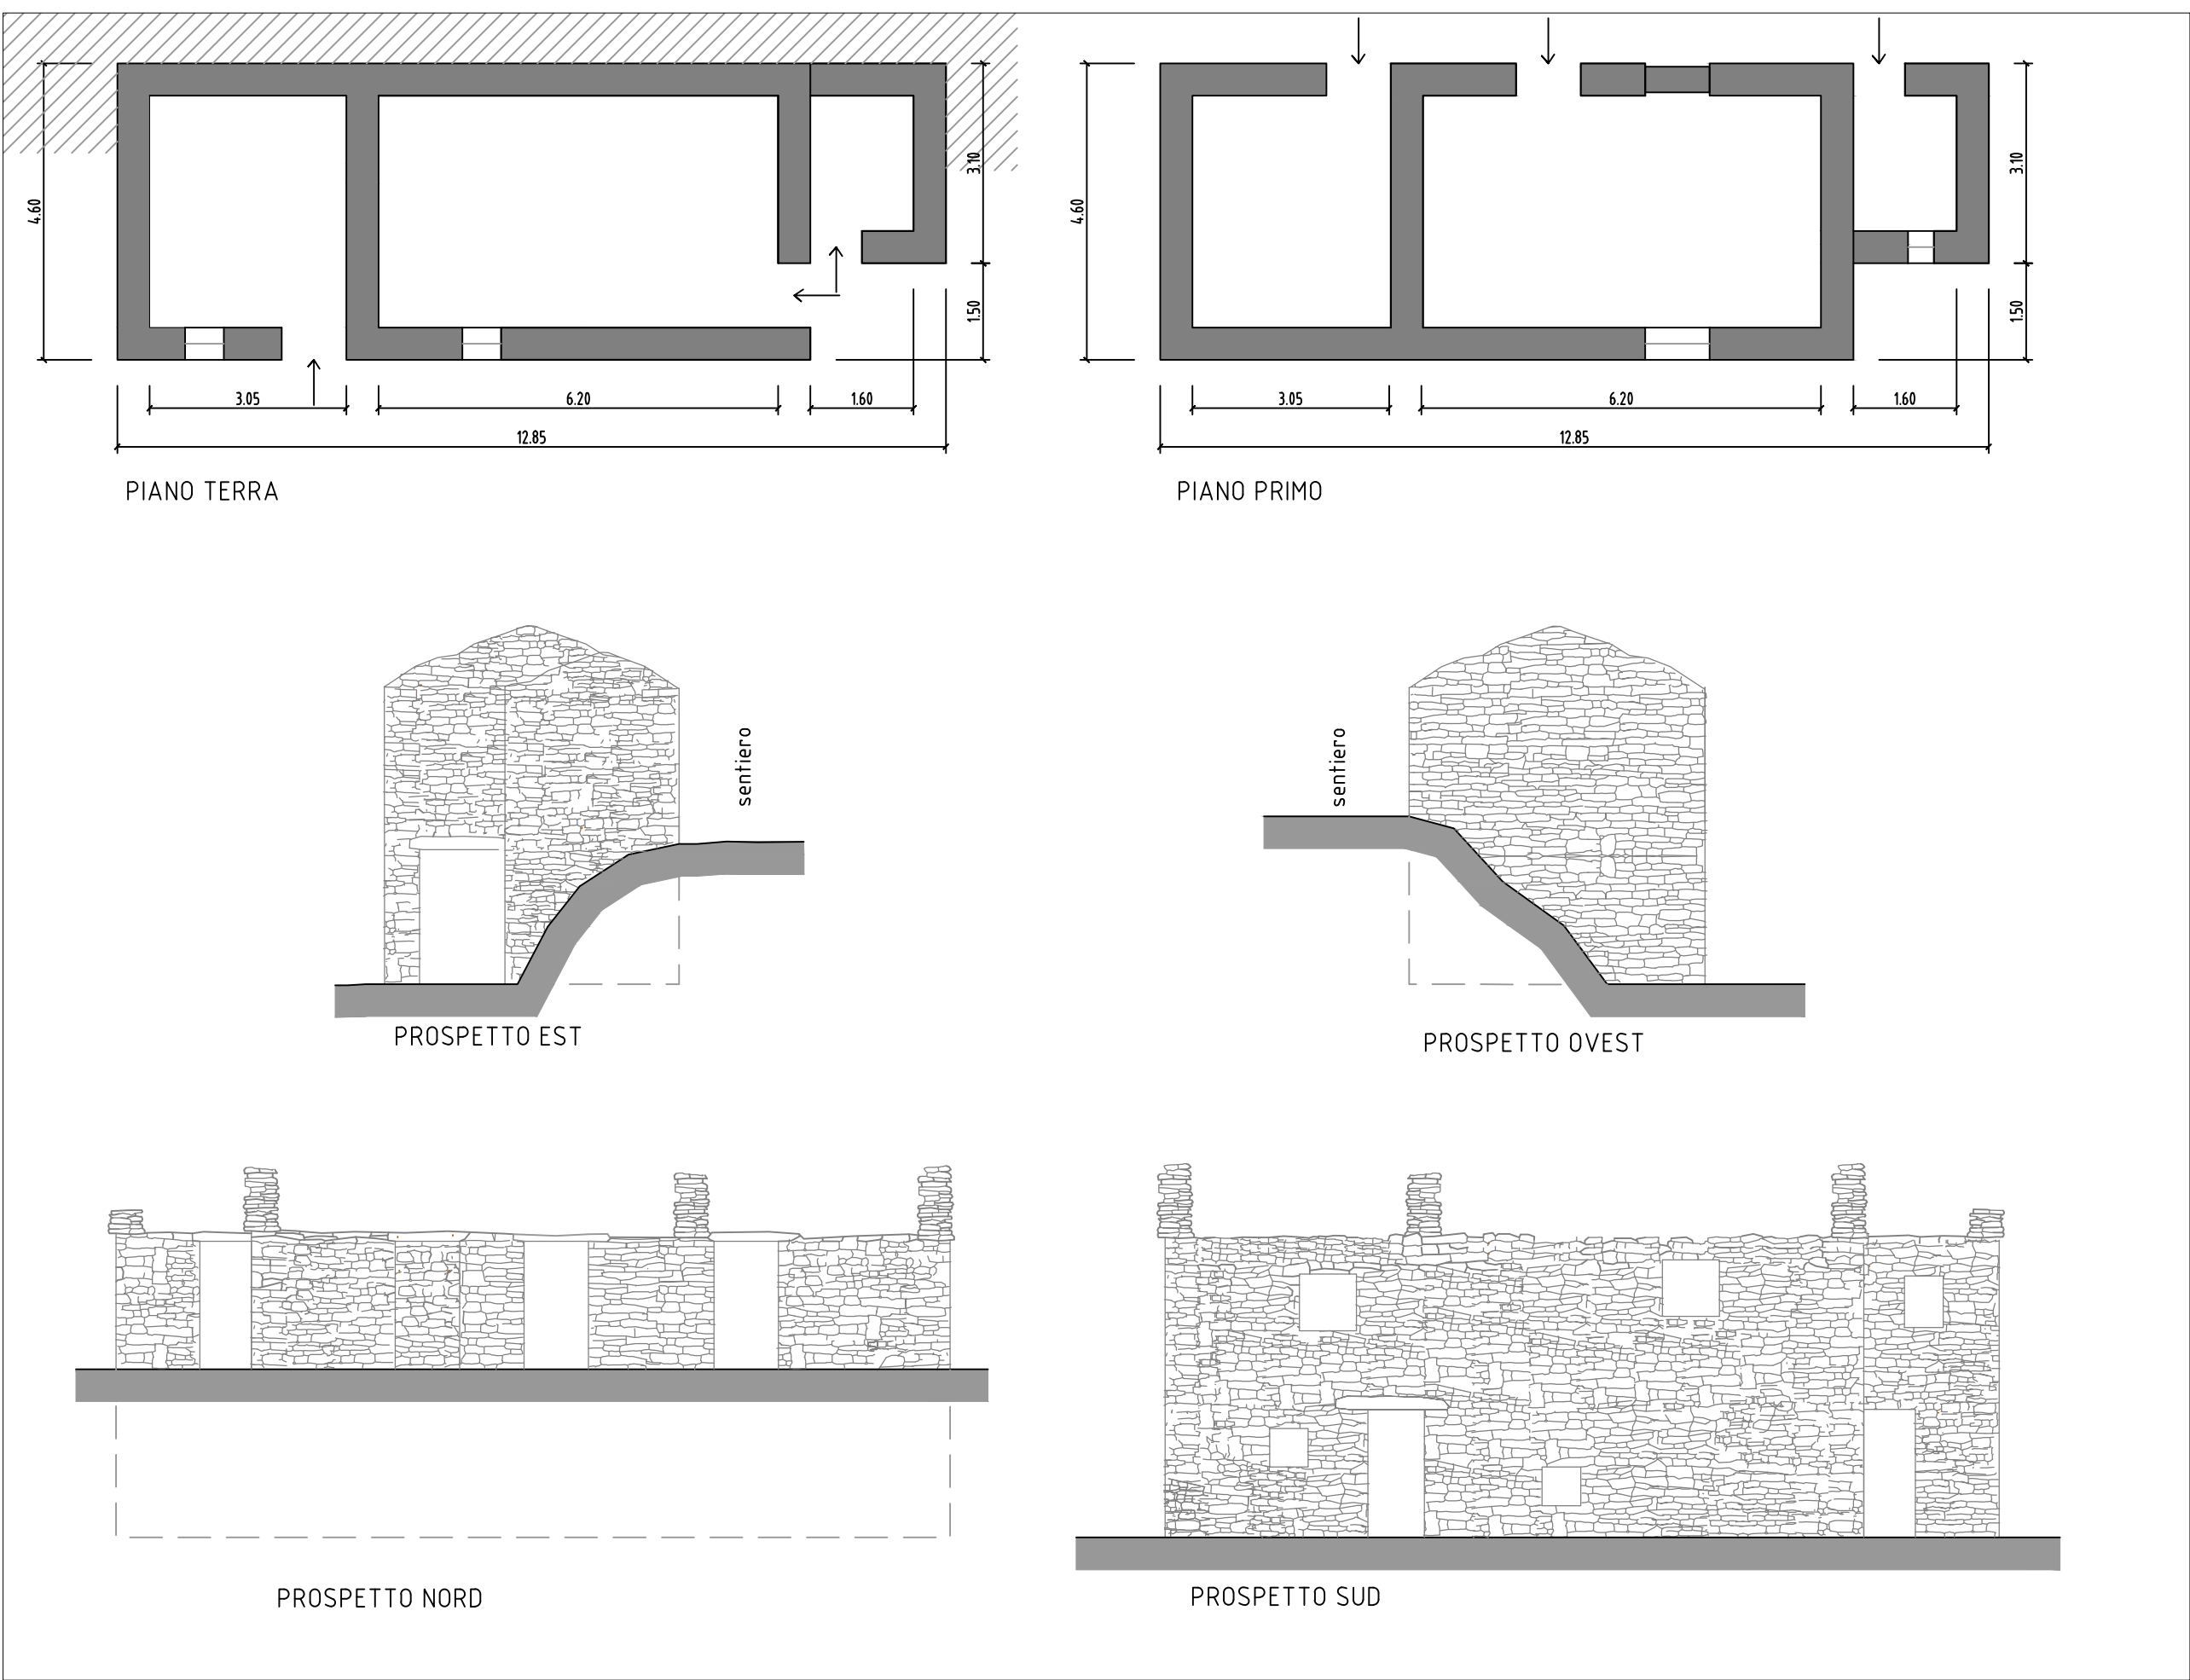 4.60
3.10
1.50
3.05
6.20
1.60
12.85
PIANO TERRA
4.60
3.10
1.50
3.05
6.20
1.60
12.85
PIANO PRIMO
sentiero
PROSPETTO EST
sentiero
PROSPETTO OVEST
PROSPETTO NORD
PROSPETTO SUD